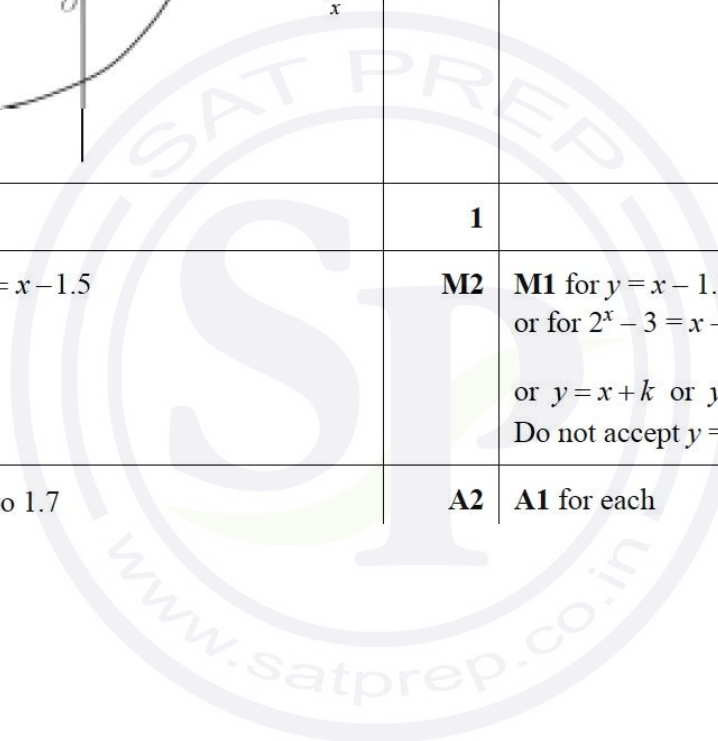 O
x
1
= x – 1.5
M2
M1 for y = x – 1.
or for 2ˣ – 3 = x -
or y = x + k or y
Do not accept y =
o 1.7
A2
A1 for each
SAT PREP
SP
www.satprep.co.in